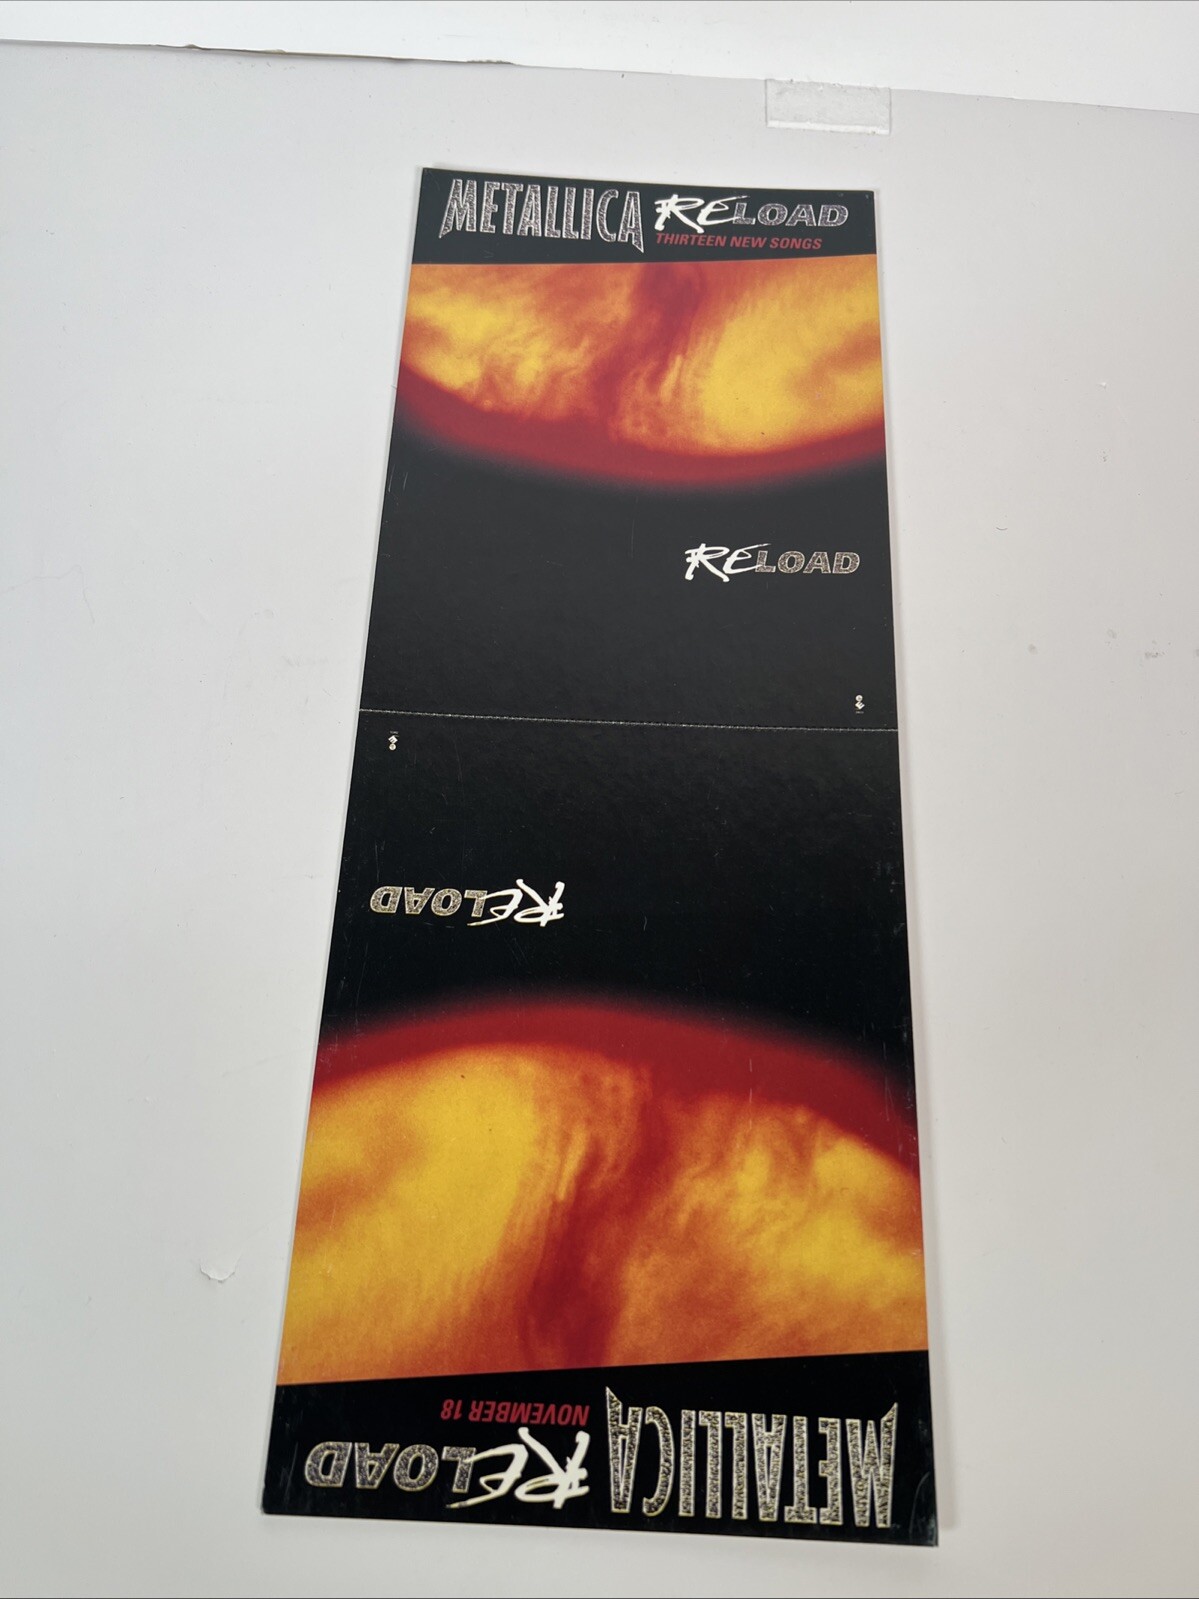 METALLICA RELOAD
THIRTEEN NEW SONGS
RELOAD
RELOAD
METALLICA RELOAD
NOVEMBER 18